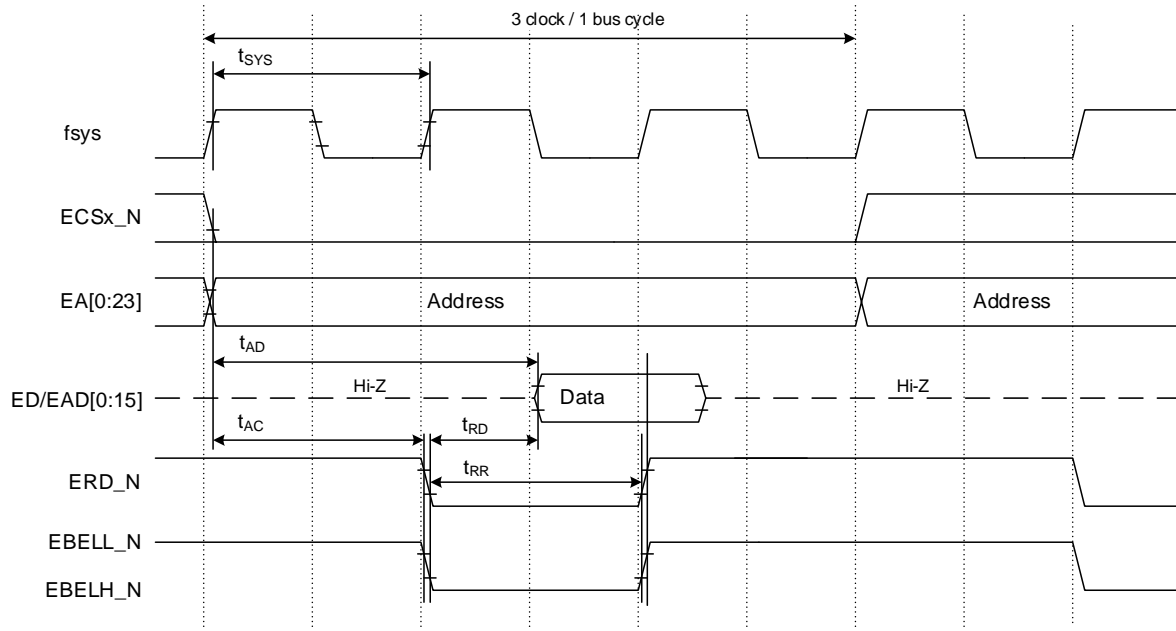 3 clock / 1 bus cycle
tSYS
fsys
ECSx_N
EA[0:23]
Address
Address
tAD
Hi-Z
Hi-Z
ED/EAD[0:15]
Data
tAC
tRD
ERD_N
tRR
EBELL_N
EBELH_N